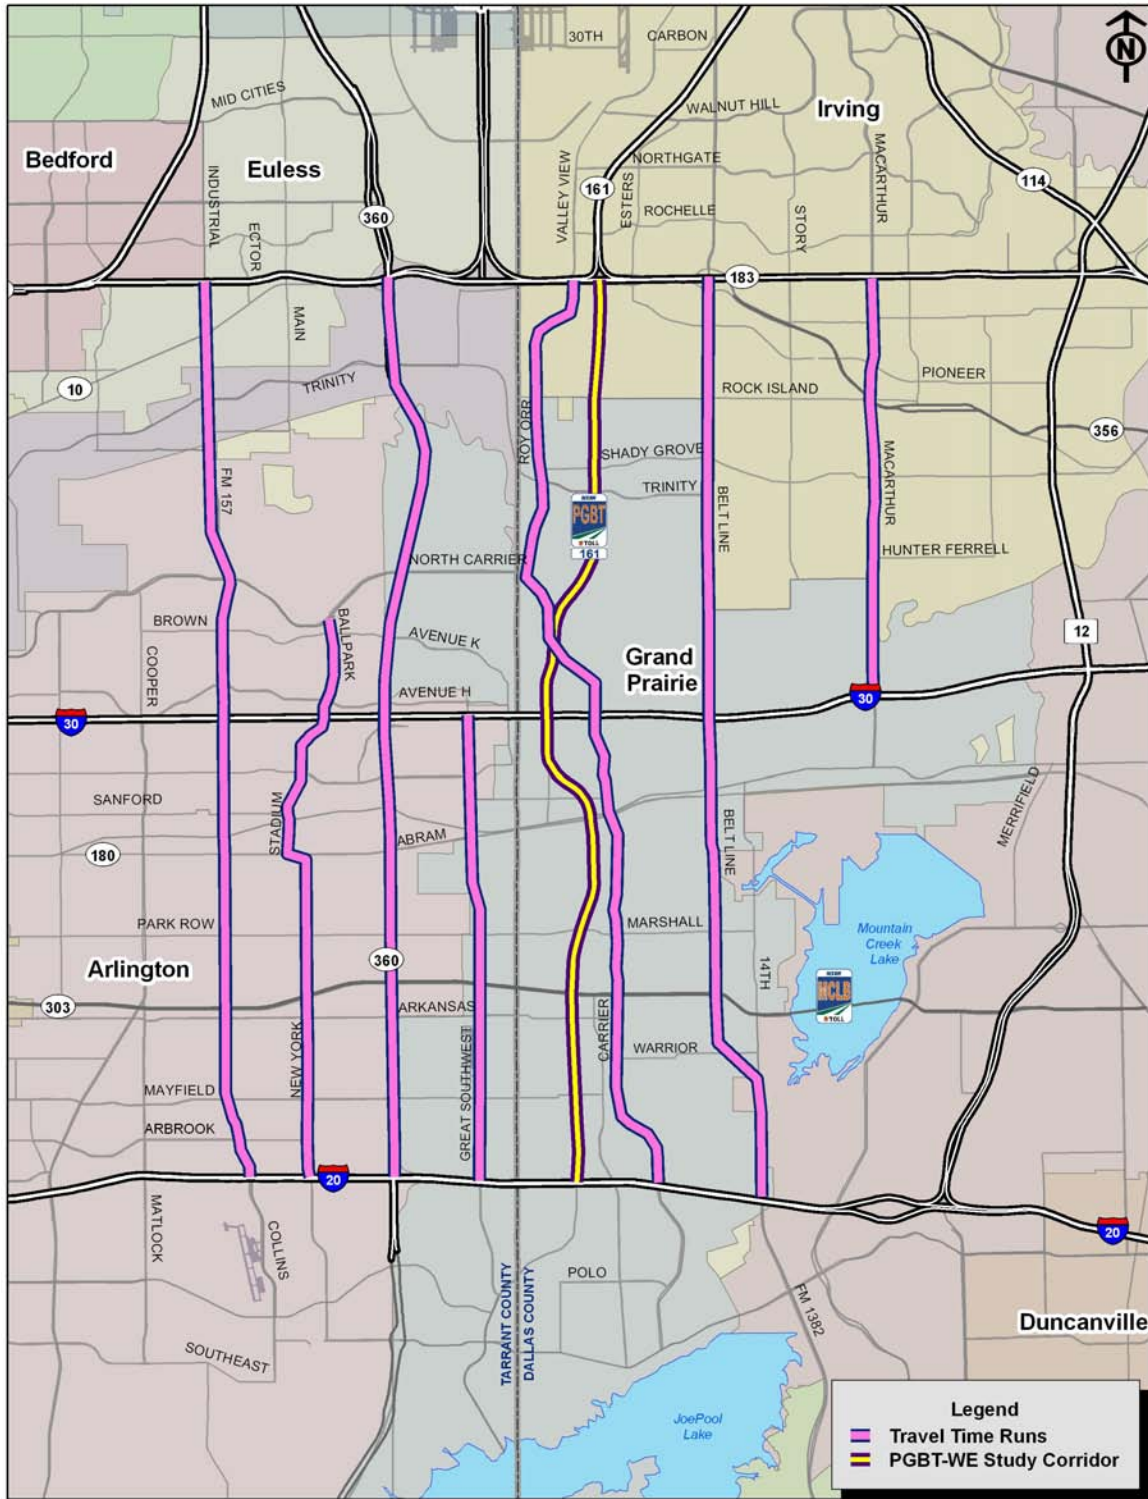 30TH
CARBON
N
MID CITIES
WALNUT HILL
Irving
Bedford
Euless
INDUSTRIAL
ECTOR
360
VALLEY VIEW
161
ESTERS
NORTHGATE
ROCHELLE
STORY
MACARTHUR
114
183
MAIN
10
TRINITY
ROCK ISLAND
PIONEER
356
ROY ORR
SHADY GROVE
TRINITY
BELT LINE
MACARTHUR
FM 157
PGBT
TOLL
161
NORTH CARRIER
HUNTER FERRELL
BROWN
COOPER
BALLPARK
AVENUE K
AVENUE H
Grand
Prairie
12
30
30
SANFORD
STADIUM
180
ABRAM
BELT LINE
MERRIFIELD
PARK ROW
MARSHALL
Mountain
Creek
Lake
Arlington
360
14TH
MCLB
TOLL
303
ARKANSAS
NEW YORK
GREAT SOUTHWEST
CARRIER
WARRIOR
MAYFIELD
ARBROOK
20
MATLOCK
COLLINS
20
POLO
TARRANT COUNTY
DALLAS COUNTY
FM 1382
Duncanville
SOUTHEAST
JoePool
Lake
Legend
Travel Time Runs
PGBT-WE Study Corridor